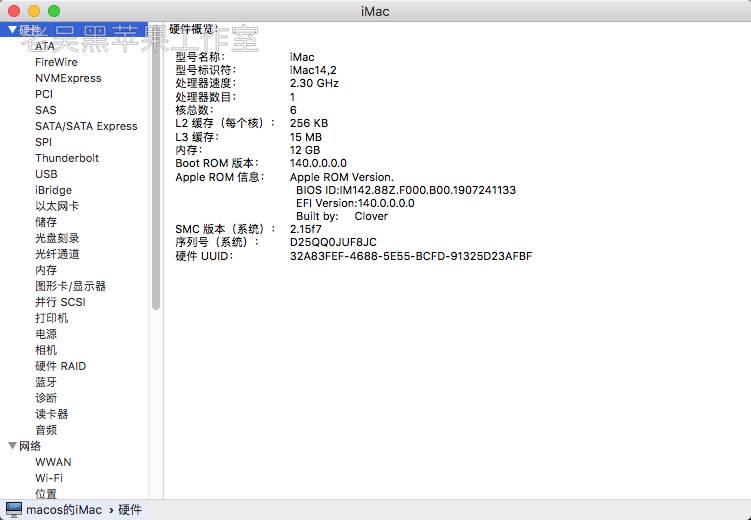 iMac
硬件
老吴黑苹果工作室
ATA
FireWire
NVMExpress
PCI
SAS
SATA/SATA Express
SPI
Thunderbolt
USB
iBridge
以太网卡
储存
光盘刻录
光纤通道
内存
图形卡/显示器
并行 SCSI
打印机
电源
相机
硬件 RAID
蓝牙
诊断
读卡器
音频
网络
WWAN
Wi-Fi
位置
硬件概览:
型号名称: iMac
型号标识符: iMac14,2
处理器速度: 2.30 GHz
处理器数目: 1
核总数: 6
L2 缓存（每个核）: 256 KB
L3 缓存: 15 MB
内存: 12 GB
Boot ROM 版本: 140.0.0.0.0
Apple ROM 信息: Apple ROM Version.
BIOS ID:IM142.88Z.F000.B00.1907241133
EFI Version:140.0.0.0.0
Built by: Clover
SMC 版本（系统）: 2.15f7
序列号（系统）: D25QQ0JUF8JC
硬件 UUID: 32A83FEF-4688-5E55-BCFD-91325D23AFBF
macos的iMac › 硬件